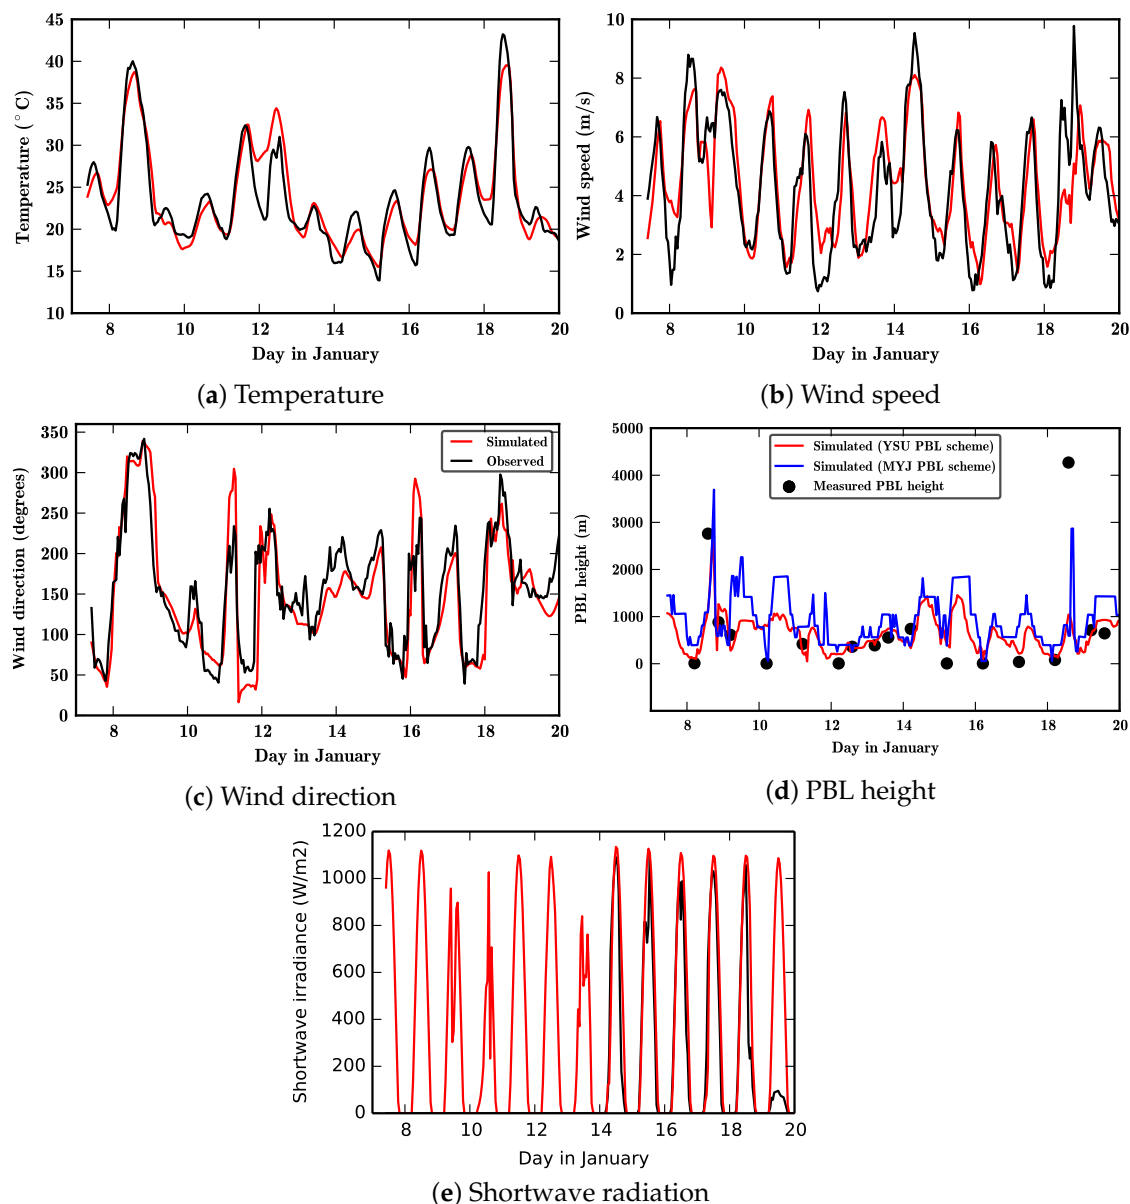 45
40
35
30
25
20
15
10
Temperature (°C)
8 10 12 14 16 18 20
Day in January
(a) Temperature
10
8
6
4
2
0
Wind speed (m/s)
8 10 12 14 16 18 20
Day in January
(b) Wind speed
350
300
250
200
150
100
50
0
Wind direction (degrees)
Simulated
Observed
8 10 12 14 16 18 20
Day in January
(c) Wind direction
5000
4000
3000
2000
1000
0
PBL height (m)
Simulated (YSU PBL scheme)
Simulated (MYJ PBL scheme)
Measured PBL height
8 10 12 14 16 18 20
Day in January
(d) PBL height
1200
1000
800
600
400
200
0
Shortwave irradiance (W/m2)
8 10 12 14 16 18 20
Day in January
(e) Shortwave radiation